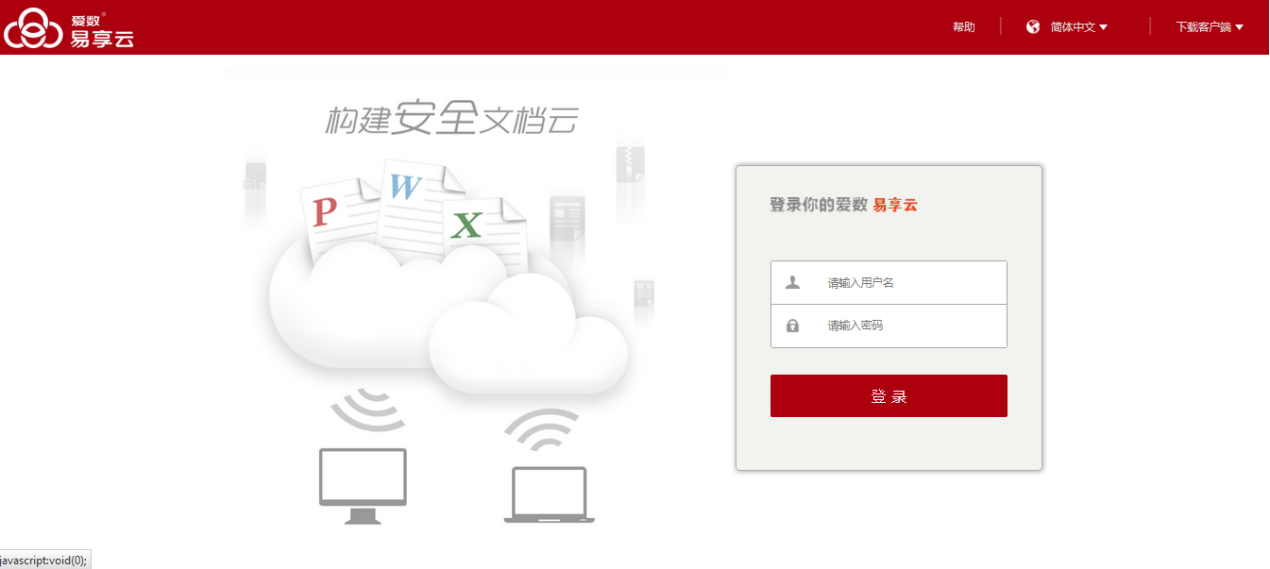 爱数®
易享云
帮助
简体中文
下载客户端
构建安全文档云
P
W
X
登录你的爱数 易享云
请输入用户名
请输入密码
登 录
javascript:void(0);